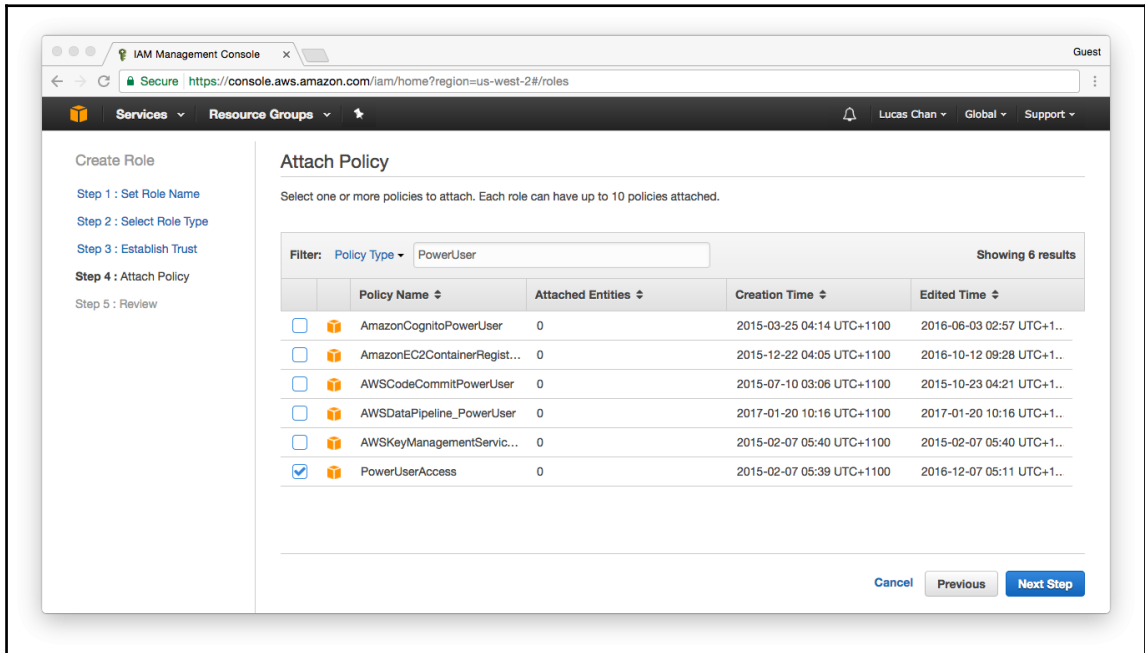 IAM Management Console
Guest
Secure https://console.aws.amazon.com/iam/home?region=us-west-2#/roles
Services Resource Groups Lucas Chan Global Support
Create Role
Step 1 : Set Role Name
Step 2 : Select Role Type
Step 3 : Establish Trust
Step 4 : Attach Policy
Step 5 : Review
Attach Policy
Select one or more policies to attach. Each role can have up to 10 policies attached.
Filter: Policy Type PowerUser Showing 6 results
Policy Name Attached Entities Creation Time Edited Time
AmazonCognitoPowerUser 0 2015-03-25 04:14 UTC+1100 2016-06-03 02:57 UTC+1...
AmazonEC2ContainerRegist... 0 2015-12-22 04:05 UTC+1100 2016-10-12 09:28 UTC+1...
AWSCodeCommitPowerUser 0 2015-07-10 03:06 UTC+1100 2015-10-23 04:21 UTC+1...
AWSDataPipeline_PowerUser 0 2017-01-20 10:16 UTC+1100 2017-01-20 10:16 UTC+1...
AWSKeyManagementServic... 0 2015-02-07 05:40 UTC+1100 2015-02-07 05:40 UTC+1...
PowerUserAccess 0 2015-02-07 05:39 UTC+1100 2016-12-07 05:11 UTC+1...
Cancel Previous Next Step